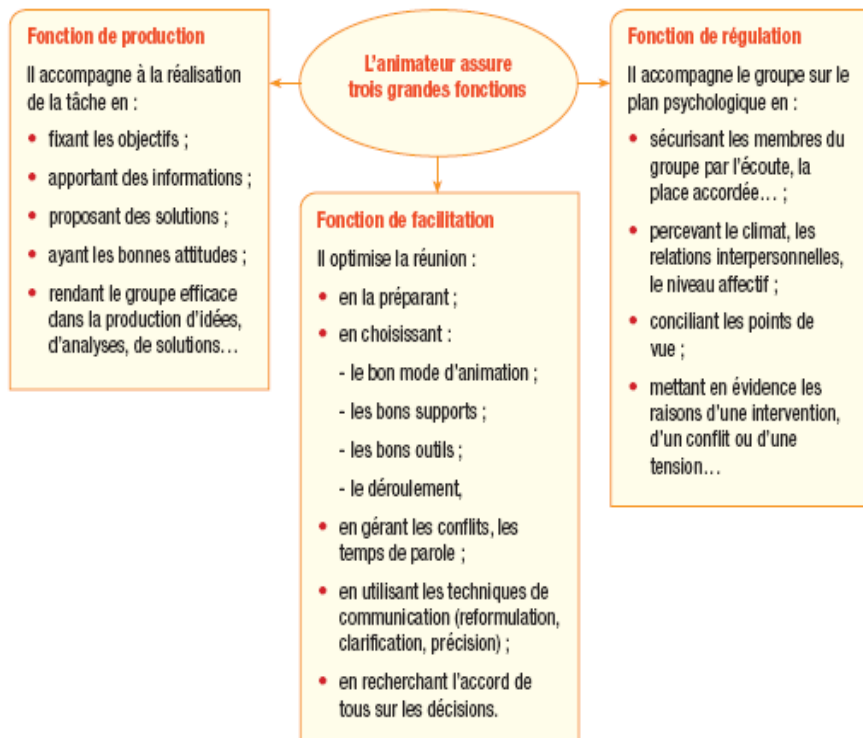 L'animateur assure
trois grandes fonctions
Fonction de production
Il accompagne à la réalisation
de la tâche en :
• fixant les objectifs ;
• apportant des informations ;
• proposant des solutions ;
• ayant les bonnes attitudes ;
• rendant le groupe efficace
dans la production d'idées,
d'analyses, de solutions…
Fonction de facilitation
Il optimise la réunion :
• en la préparant ;
• en choisissant :
- le bon mode d'animation ;
- les bons supports ;
- les bons outils ;
- le déroulement,
• en gérant les conflits, les
temps de parole ;
• en utilisant les techniques de
communication (reformulation,
clarification, précision) ;
• en recherchant l'accord de
tous sur les décisions.
Fonction de régulation
Il accompagne le groupe sur le
plan psychologique en :
• sécurisant les membres du
groupe par l'écoute, la
place accordée… ;
• percevant le climat, les
relations interpersonnelles,
le niveau affectif ;
• conciliant les points de
vue ;
• mettant en évidence les
raisons d'une intervention,
d'un conflit ou d'une
tension…